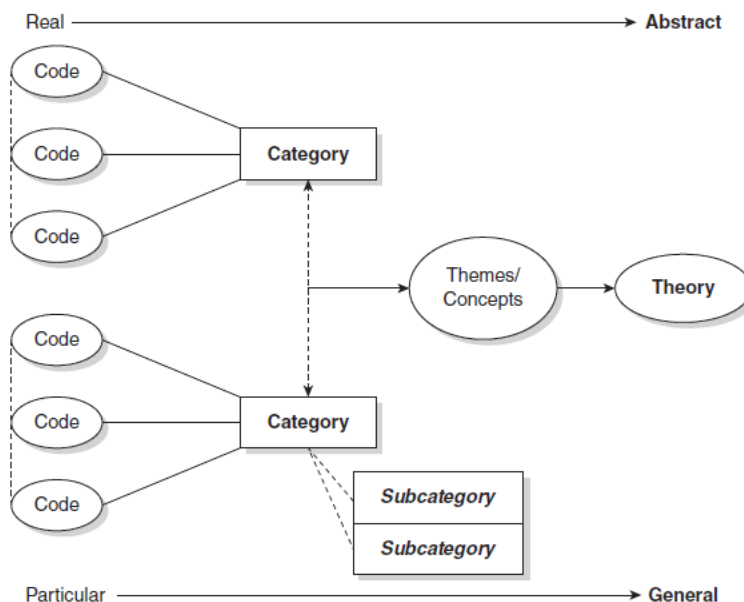 Real
Abstract
Code
Code
Category
Code
Themes/
Concepts
Theory
Code
Code
Category
Code
Subcategory
Subcategory
Particular
General